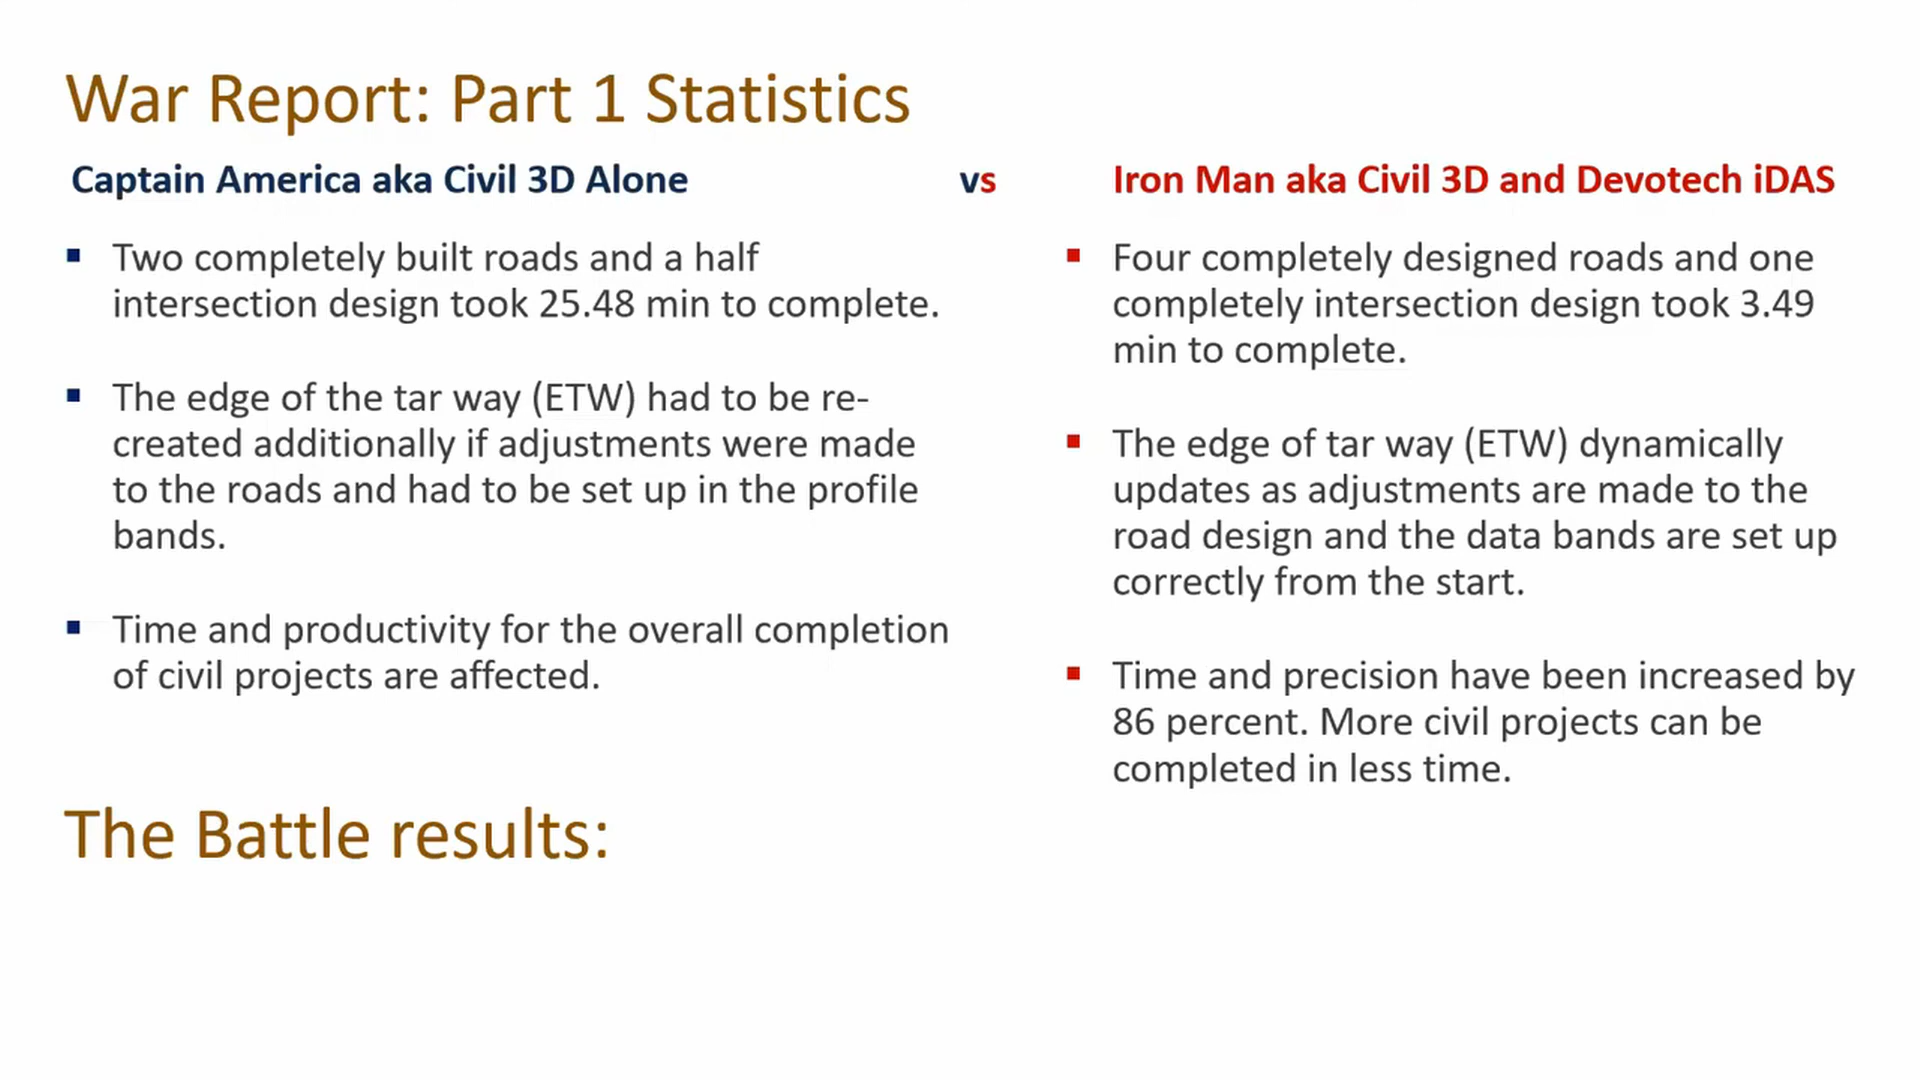 War Report: Part 1 Statistics
Captain America aka Civil 3D Alone
vs
Iron Man aka Civil 3D and Devotech iDAS
Two completely built roads and a half
intersection design took 25.48 min to complete.
The edge of the tar way (ETW) had to be re-
created additionally if adjustments were made
to the roads and had to be set up in the profile
bands.
Time and productivity for the overall completion
of civil projects are affected.
Four completely designed roads and one
completely intersection design took 3.49
min to complete.
The edge of tar way (ETW) dynamically
updates as adjustments are made to the
road design and the data bands are set up
correctly from the start.
Time and precision have been increased by
86 percent. More civil projects can be
completed in less time.
The Battle results: